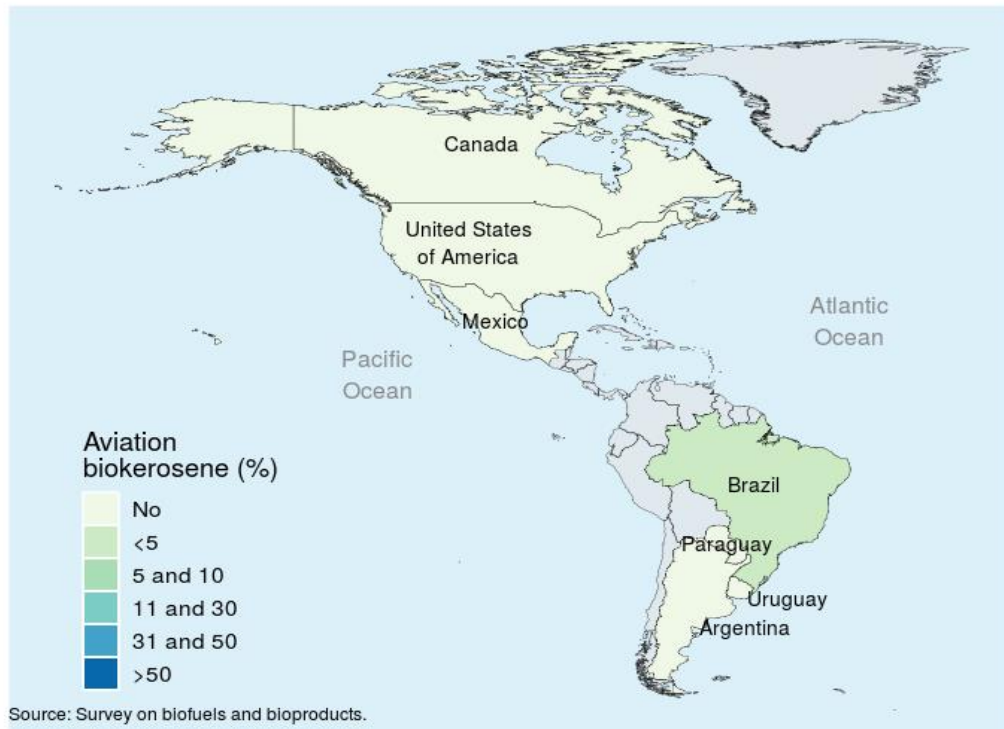 Canada
United States
of America
Mexico
Atlantic
Ocean
Pacific
Ocean
Aviation
biokerosene (%)
No
<5
5 and 10
11 and 30
31 and 50
>50
Brazil
Paraguay
Uruguay
Argentina
Source: Survey on biofuels and bioproducts.